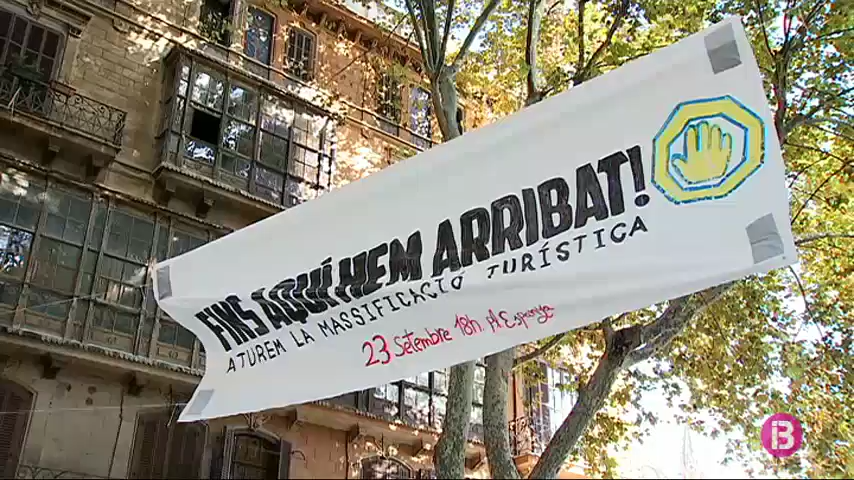 FINS AQUÍ HEM ARRIBAT!
ATUREM LA MASSIFICACIÓ TURÍSTICA
23 Setembre 18h. Pl Espanya
B